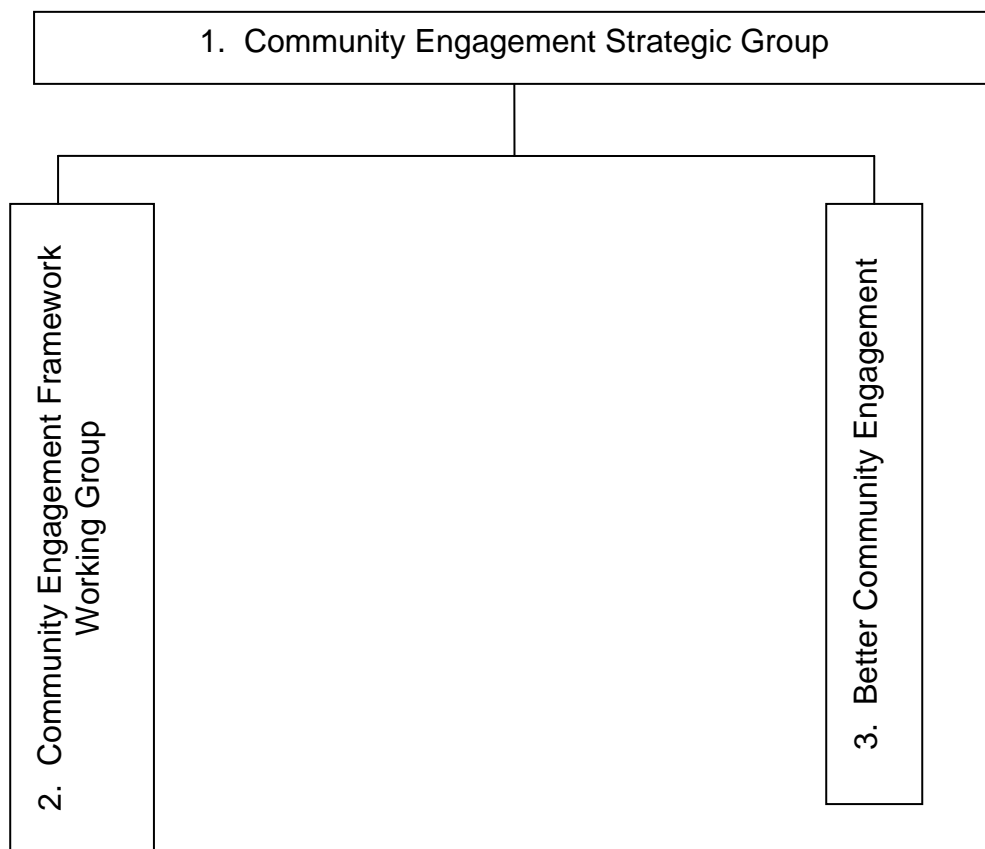 1. Community Engagement Strategic Group
2. Community Engagement Framework
Working Group
3. Better Community Engagement